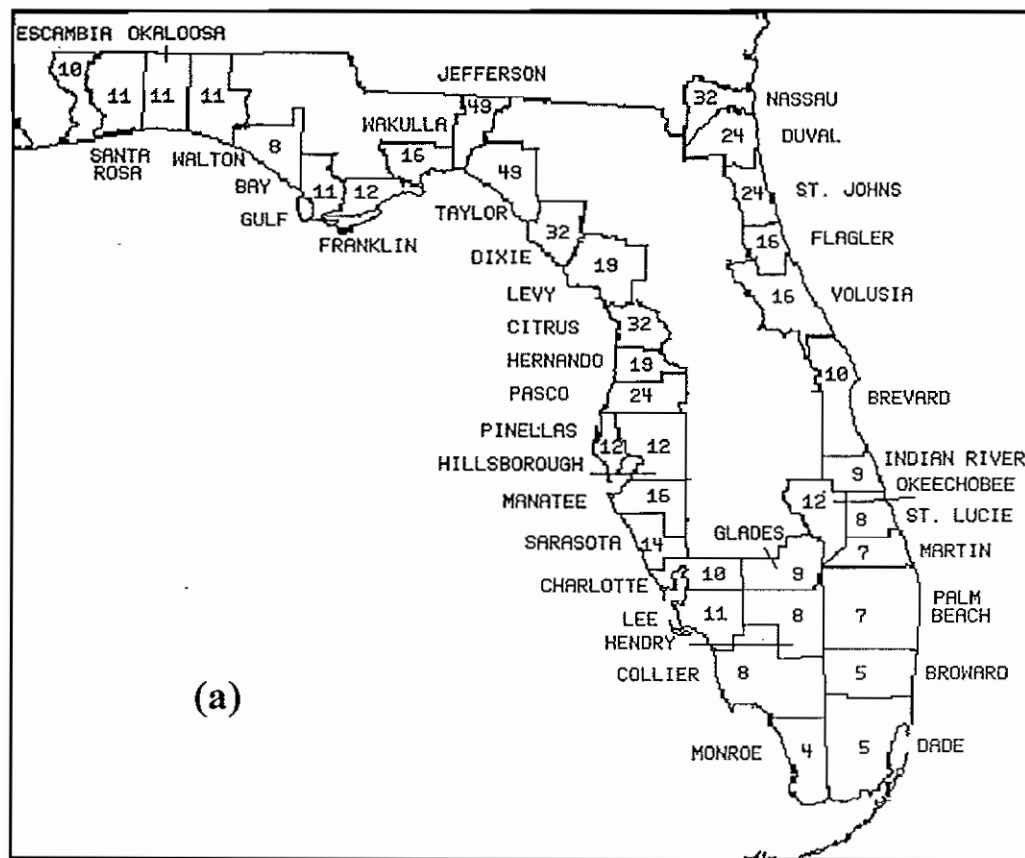 ESCAMBIA OKALOOSA
10
11
11
11
JEFFERSON
49
32
NASSAU
WAKULLA
24
DUVAL
SANTA
ROSA
WALTON
8
16
49
BAY
11
12
24
ST. JOHNS
GULF
TAYLOR
FRANKLIN
32
16
FLAGLER
DIXIE
19
LEVY
16
VOLUSIA
CITRUS
32
HERNANDO
19
10
PASCO
24
BREVARD
PINELLAS
12
12
HILLSBOROUGH
9
INDIAN RIVER
OKEECHOBEE
MANATEE
16
12
8
ST. LUCIE
SARASOTA
14
GLADES
7
MARTIN
CHARLOTTE
10
9
LEE
11
8
7
PALM
BEACH
HENDRY
COLLIER
8
5
BROWARD
(a)
MONROE
4
5
DADE